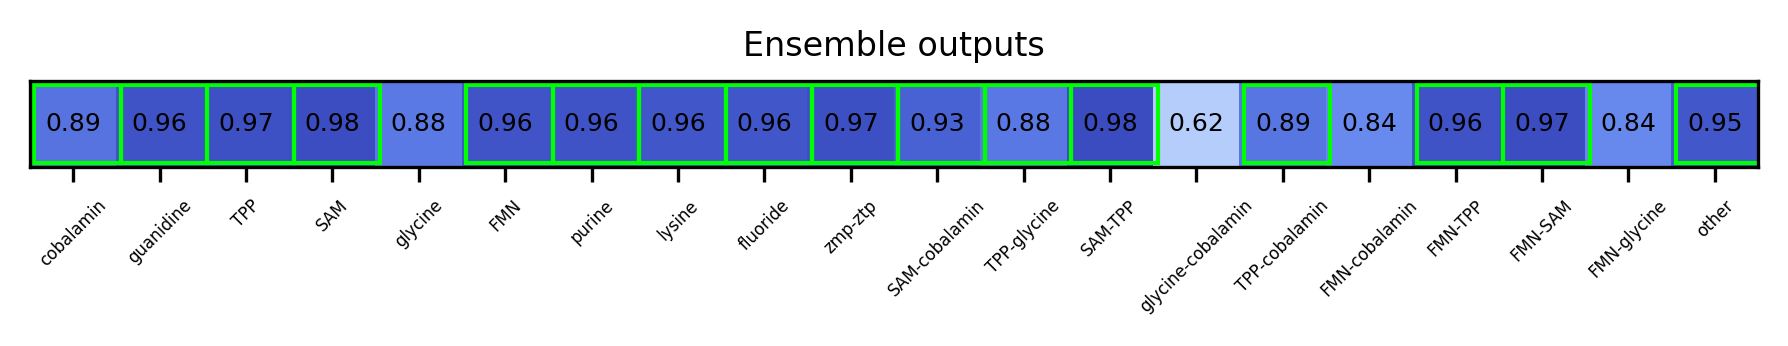 Ensemble outputs
0.89 0.96 0.97 0.98 0.88 0.96 0.96 0.96 0.96 0.97 0.93 0.88 0.98 0.62 0.89 0.84 0.96 0.97 0.84 0.95
cobalamin guanidine TPP SAM glycine FMN purine lysine fluoride zmp-ztp SAM-cobalamin TPP-glycine SAM-TPP glycine-cobalamin TPP-cobalamin FMN-cobalamin FMN-TPP FMN-SAM FMN-glycine other